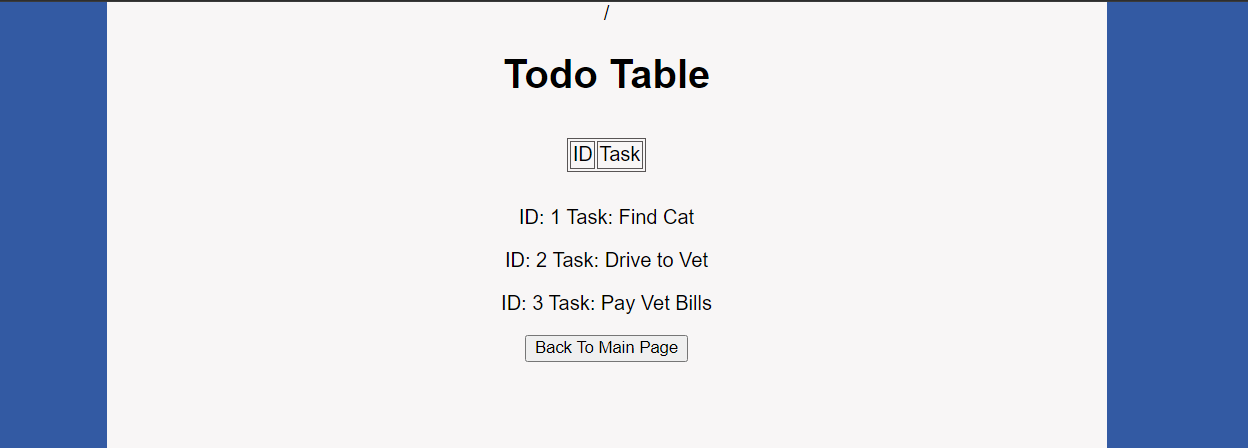 /
Todo Table
ID Task
ID: 1 Task: Find Cat
ID: 2 Task: Drive to Vet
ID: 3 Task: Pay Vet Bills
Back To Main Page